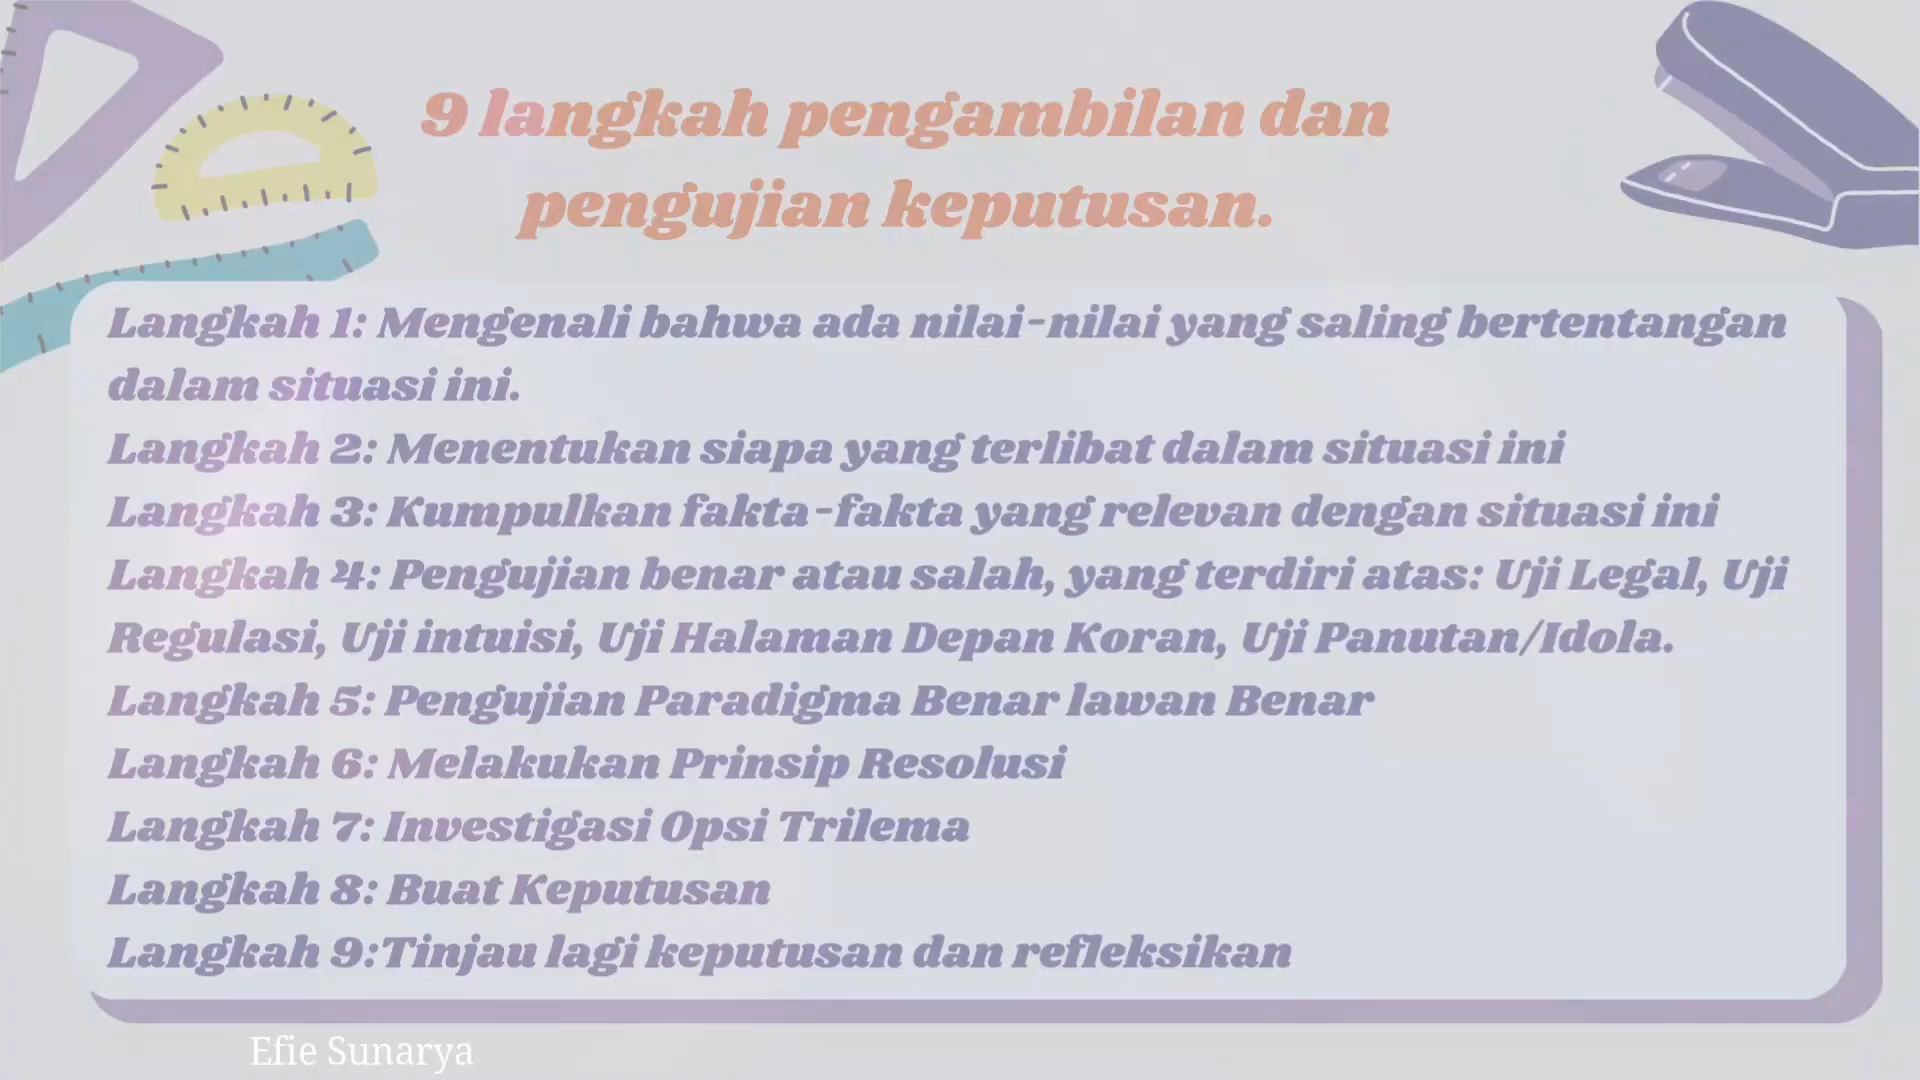 9 langkah pengambilan dan
pengujian keputusan.
Langkah 1: Mengenali bahwa ada nilai-nilai yang saling bertentangan
dalam situasi ini.
Langkah 2: Menentukan siapa yang terlibat dalam situasi ini
Langkah 3: Kumpulkan fakta-fakta yang relevan dengan situasi ini
Langkah 4: Pengujian benar atau salah, yang terdiri atas: Uji Legal, Uji
Regulasi, Uji intuisi, Uji Halaman Depan Koran, Uji Panutan/Idola.
Langkah 5: Pengujian Paradigma Benar lawan Benar
Langkah 6: Melakukan Prinsip Resolusi
Langkah 7: Investigasi Opsi Trilema
Langkah 8: Buat Keputusan
Langkah 9:Tinjau lagi keputusan dan refleksikan
Efie Sunarya